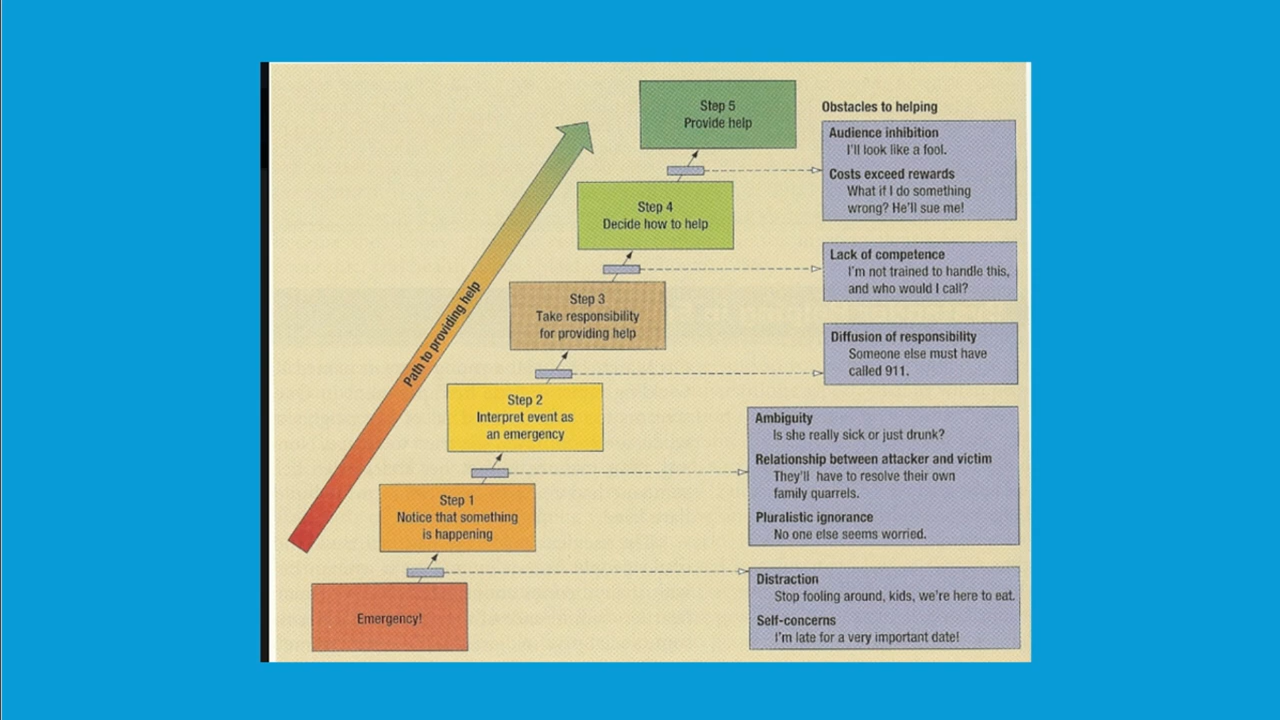 Step 5
Provide help
Obstacles to helping
Audience inhibition
I'll look like a fool.
Costs exceed rewards
What if I do something
wrong? He'll sue me!
Step 4
Decide how to help
Lack of competence
I'm not trained to handle this,
and who would I call?
Step 3
Take responsibility
for providing help
Diffusion of responsibility
Someone else must have
called 911.
Path to providing help
Step 2
Interpret event as
an emergency
Ambiguity
Is she really sick or just drunk?
Relationship between attacker and victim
They'll have to resolve their own
family quarrels.
Pluralistic ignorance
No one else seems worried.
Step 1
Notice that something
is happening
Distraction
Stop fooling around, kids, we're here to eat.
Self-concerns
I'm late for a very important date!
Emergency!